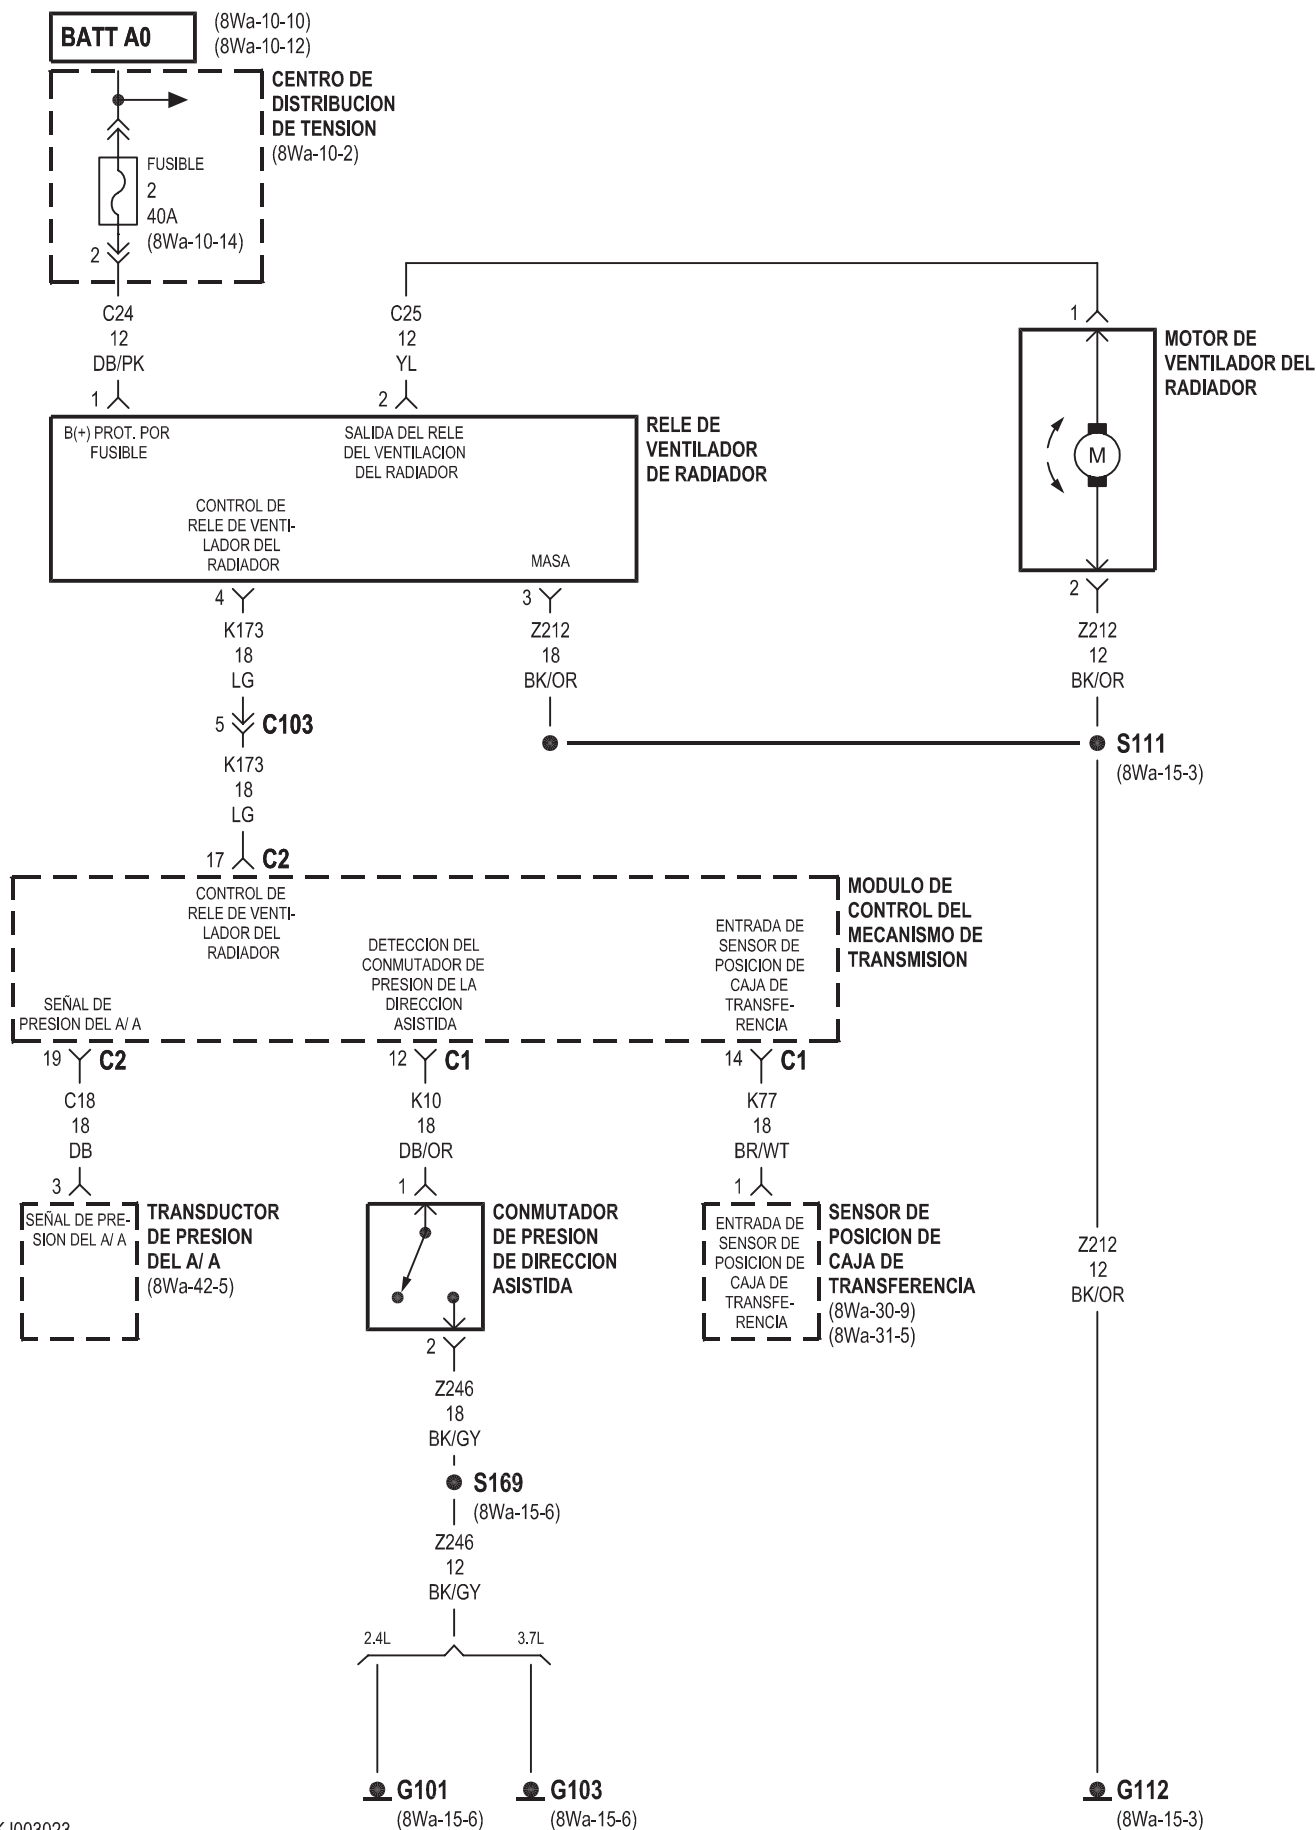 BATT A0
(8Wa-10-10)
(8Wa-10-12)
CENTRO DE
DISTRIBUCION
DE TENSION
(8Wa-10-2)
FUSIBLE
2
40A
(8Wa-10-14)
2
C24
12
DB/PK
1
C25
12
YL
2
1
MOTOR DE
VENTILADOR DEL
RADIADOR
M
B(+) PROT. POR
FUSIBLE
SALIDA DEL RELE
DEL VENTILACION
DEL RADIADOR
RELE DE
VENTILADOR
DE RADIADOR
CONTROL DE
RELE DE VENTI-
LADOR DEL
RADIADOR
MASA
4
K173
18
LG
3
Z212
18
BK/OR
2
Z212
12
BK/OR
5
C103
K173
18
LG
S111
(8Wa-15-3)
17
C2
CONTROL DE
RELE DE VENTI-
LADOR DEL
RADIADOR
MODULO DE
CONTROL DEL
MECANISMO DE
TRANSMISION
SEÑAL DE
PRESION DEL A/ A
DETECCION DEL
CONMUTADOR DE
PRESION DE LA
DIRECCION
ASISTIDA
ENTRADA DE
SENSOR DE
POSICION DE
CAJA DE
TRANSFE-
RENCIA
19
C2
12
C1
14
C1
C18
18
DB
K10
18
DB/OR
K77
18
BR/WT
3
1
1
SEÑAL DE PRE-
SION DEL A/ A
TRANSDUCTOR
DE PRESION
DEL A/ A
(8Wa-42-5)
CONMUTADOR
DE PRESION
DE DIRECCION
ASISTIDA
ENTRADA DE
SENSOR DE
POSICION DE
CAJA DE
TRANSFE-
RENCIA
SENSOR DE
POSICION DE
CAJA DE
TRANSFERENCIA
(8Wa-30-9)
(8Wa-31-5)
Z212
12
BK/OR
2
Z246
18
BK/GY
S169
(8Wa-15-6)
Z246
12
BK/GY
2.4L
3.7L
G101
(8Wa-15-6)
G103
(8Wa-15-6)
G112
(8Wa-15-3)